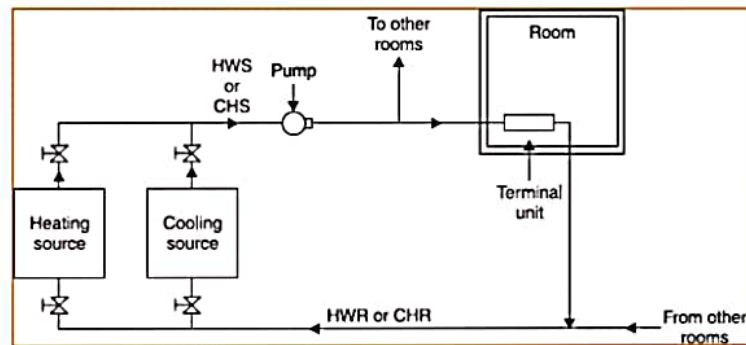 To other
rooms
Room
HWS
or
CHS
Pump
Terminal
unit
Heating
source
Cooling
source
HWR or CHR
From other
rooms